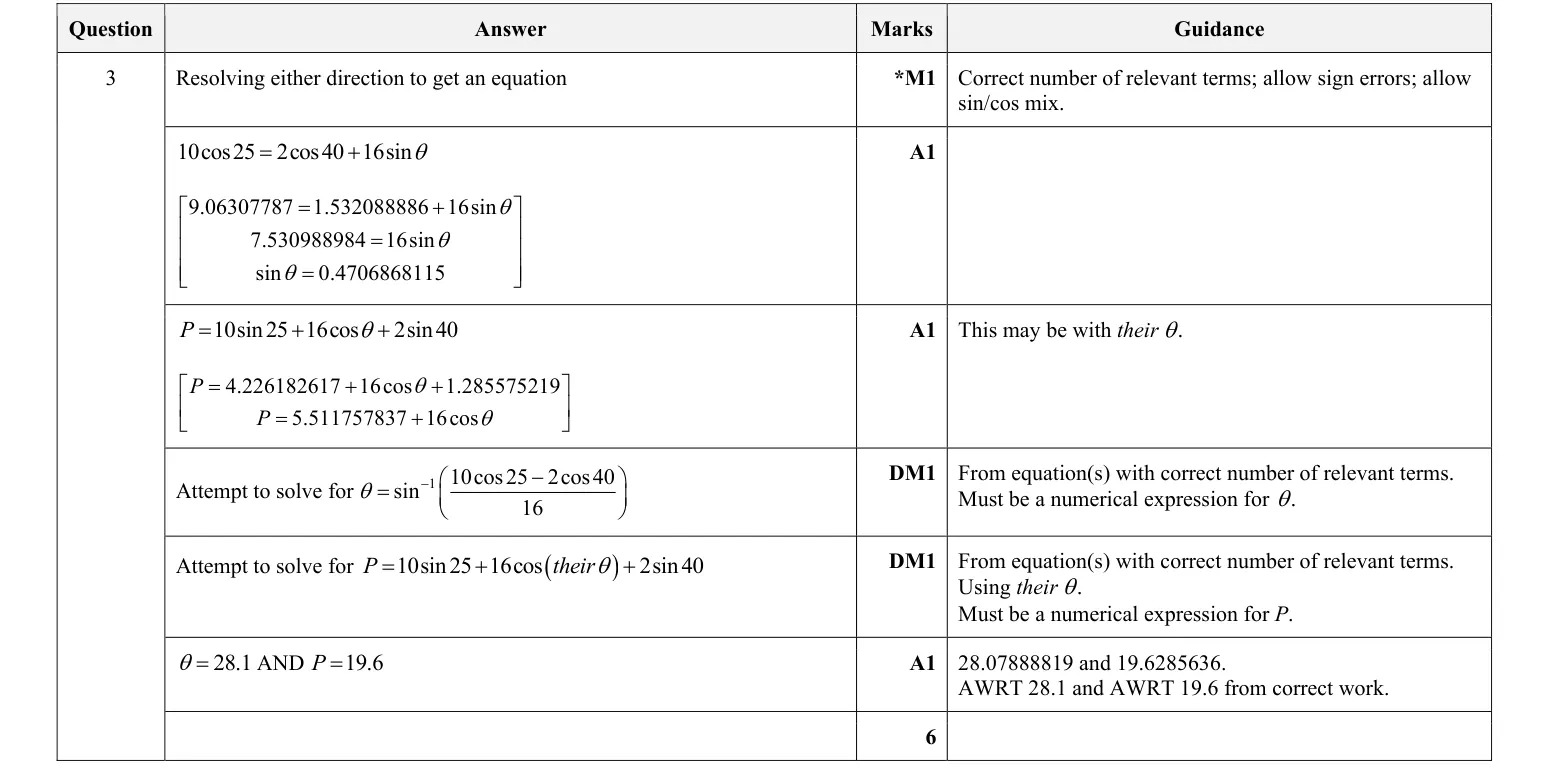 Question Answer Marks Guidance
3 Resolving either direction to get an equation *M1 Correct number of relevant terms; allow sign errors; allow
sin/cos mix.
10cos25 = 2cos40 + 16sinθ A1
9.06307787 = 1.532088886 + 16sinθ
7.530988984 = 16sinθ
sinθ = 0.4706868115
P = 10sin25 + 16cosθ + 2sin40 A1 This may be with their θ.
P = 4.226182617 + 16cosθ + 1.285575219
P = 5.511757837 + 16cosθ
Attempt to solve for θ = sin⁻¹((10cos25 − 2cos40)/16) DM1 From equation(s) with correct number of relevant terms.
Must be a numerical expression for θ.
Attempt to solve for P = 10sin25 + 16cos(their θ) + 2sin40 DM1 From equation(s) with correct number of relevant terms.
Using their θ.
Must be a numerical expression for P.
θ = 28.1 AND P = 19.6 A1 28.07888819 and 19.6285636.
AWRT 28.1 and AWRT 19.6 from correct work.
6